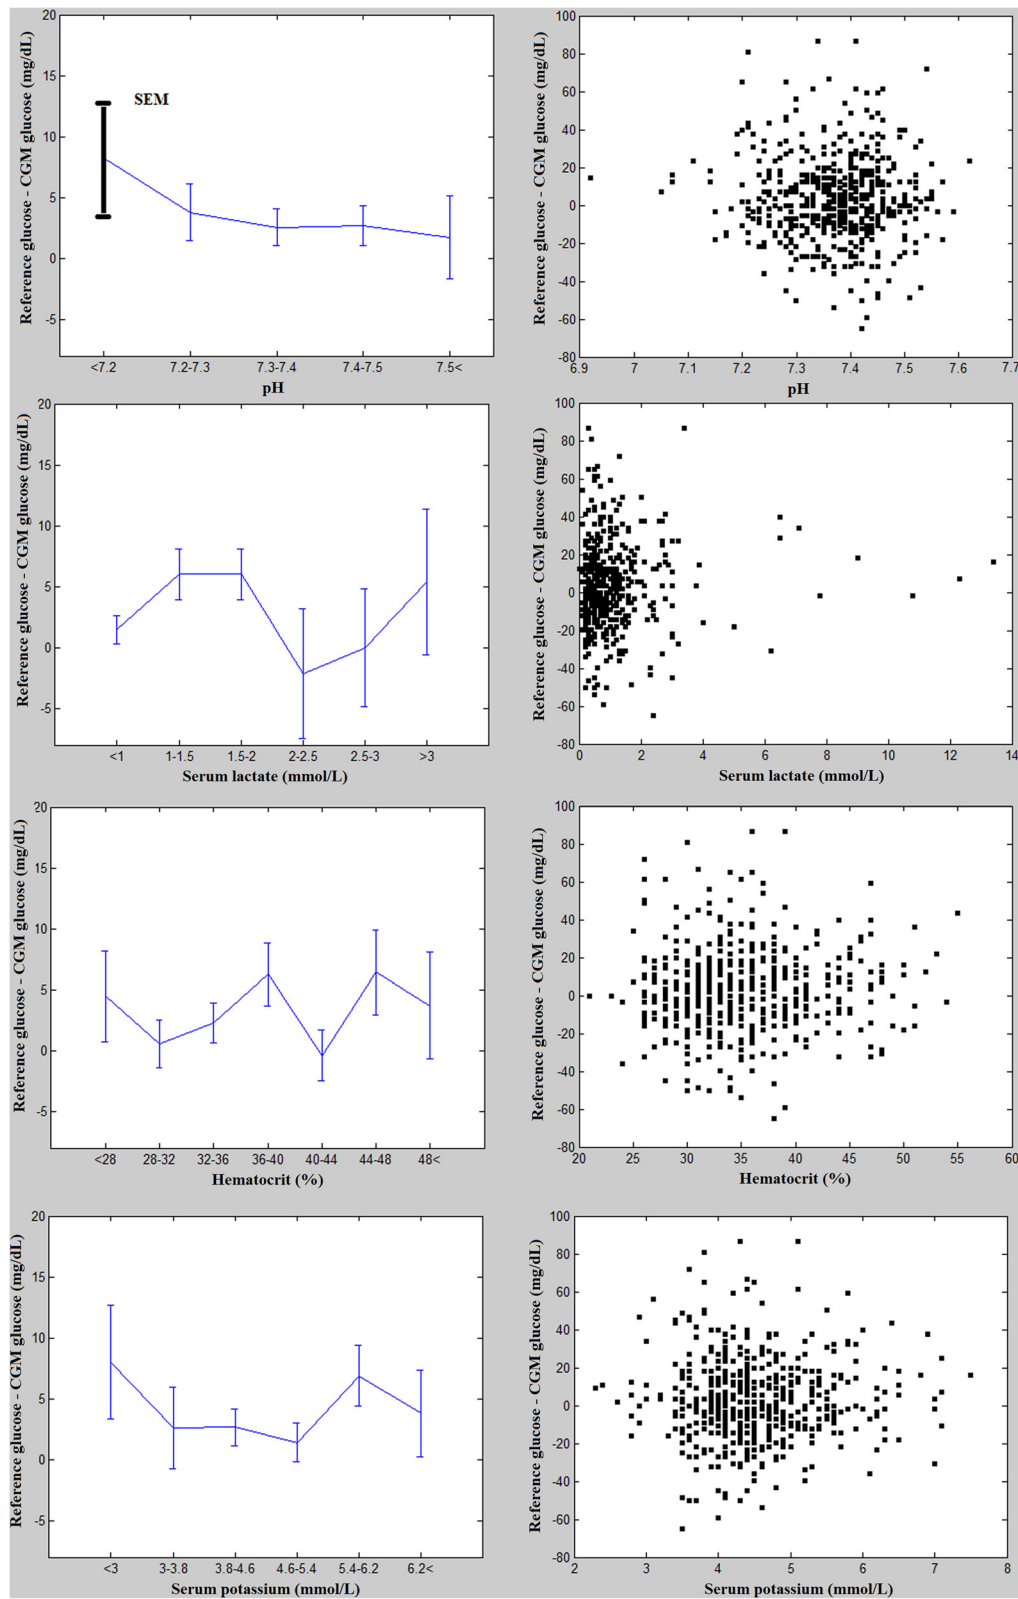 Reference glucose - CGM glucose (mg/dL)
20
15
10
5
0
-5
SEM
<7.2 7.2-7.3 7.3-7.4 7.4-7.5 7.5<
pH
Reference glucose - CGM glucose (mg/dL)
100
80
60
40
20
0
-20
-40
-60
-80
6.9 7 7.1 7.2 7.3 7.4 7.5 7.6 7.7
pH
Reference glucose - CGM glucose (mg/dL)
20
15
10
5
0
-5
<1 1-1.5 1.5-2 2-2.5 2.5-3 >3
Serum lactate (mmol/L)
Reference glucose - CGM glucose (mg/dL)
100
80
60
40
20
0
-20
-40
-60
-80
0 2 4 6 8 10 12 14
Serum lactate (mmol/L)
Reference glucose - CGM glucose (mg/dL)
20
15
10
5
0
-5
<28 28-32 32-36 36-40 40-44 44-48 48<
Hematocrit (%)
Reference glucose - CGM glucose (mg/dL)
100
80
60
40
20
0
-20
-40
-60
-80
20 25 30 35 40 45 50 55 60
Hematocrit (%)
Reference glucose - CGM glucose (mg/dL)
20
15
10
5
0
-5
<3 3-3.8 3.8-4.6 4.6-5.4 5.4-6.2 6.2<
Serum potassium (mmol/L)
Reference glucose - CGM glucose (mg/dL)
100
80
60
40
20
0
-20
-40
-60
-80
2 3 4 5 6 7 8
Serum potassium (mmol/L)